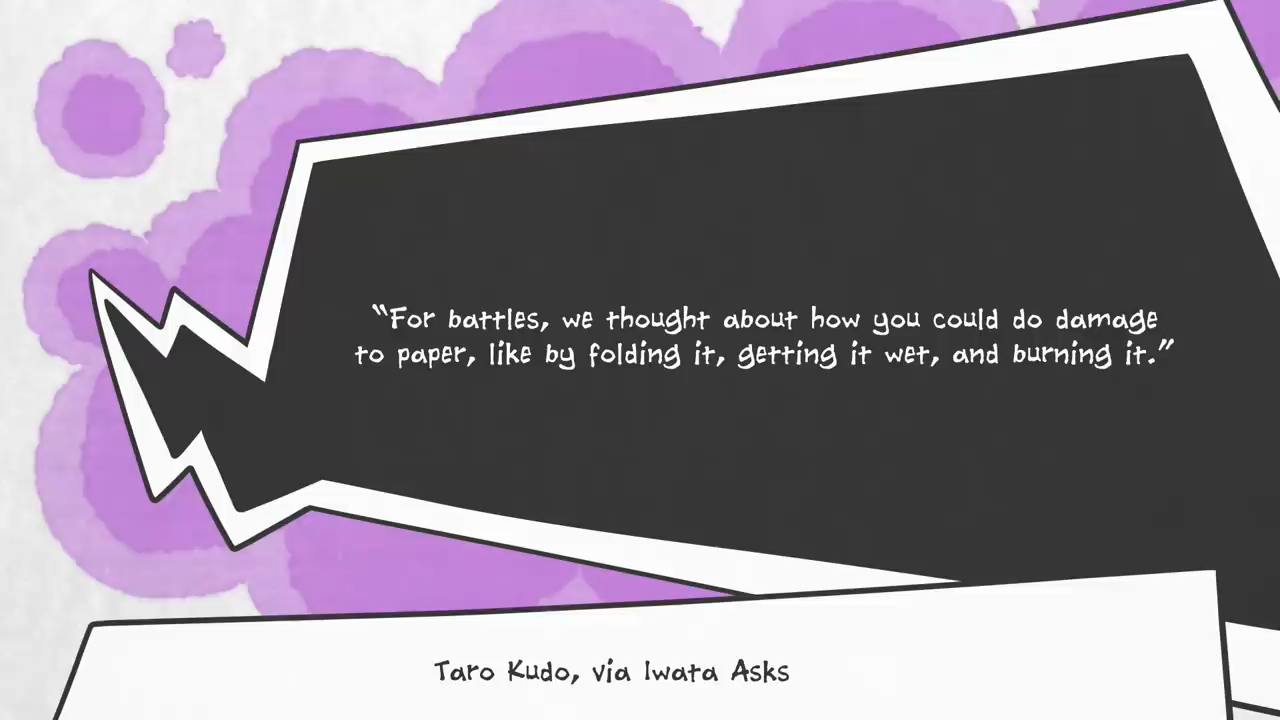 “For battles, we thought about how you could do damage
to paper, like by folding it, getting it wet, and burning it.”
Taro Kudo, via Iwata Asks